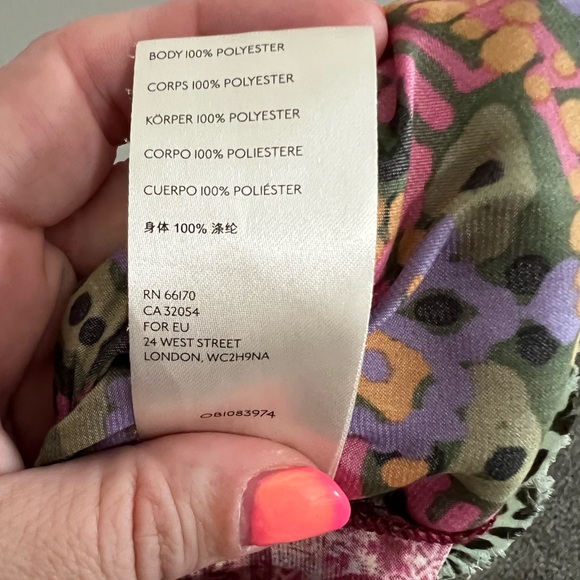 BODY 100% POLYESTER
CORPS 100% POLYESTER
KÖRPER 100% POLYESTER
CORPO 100% POLIESTERE
CUERPO 100% POLIÉSTER
身体 100% 涤纶
RN 66170
CA 32054
FOR EU
24 WEST STREET
LONDON, WC2H9NA
OB1083974